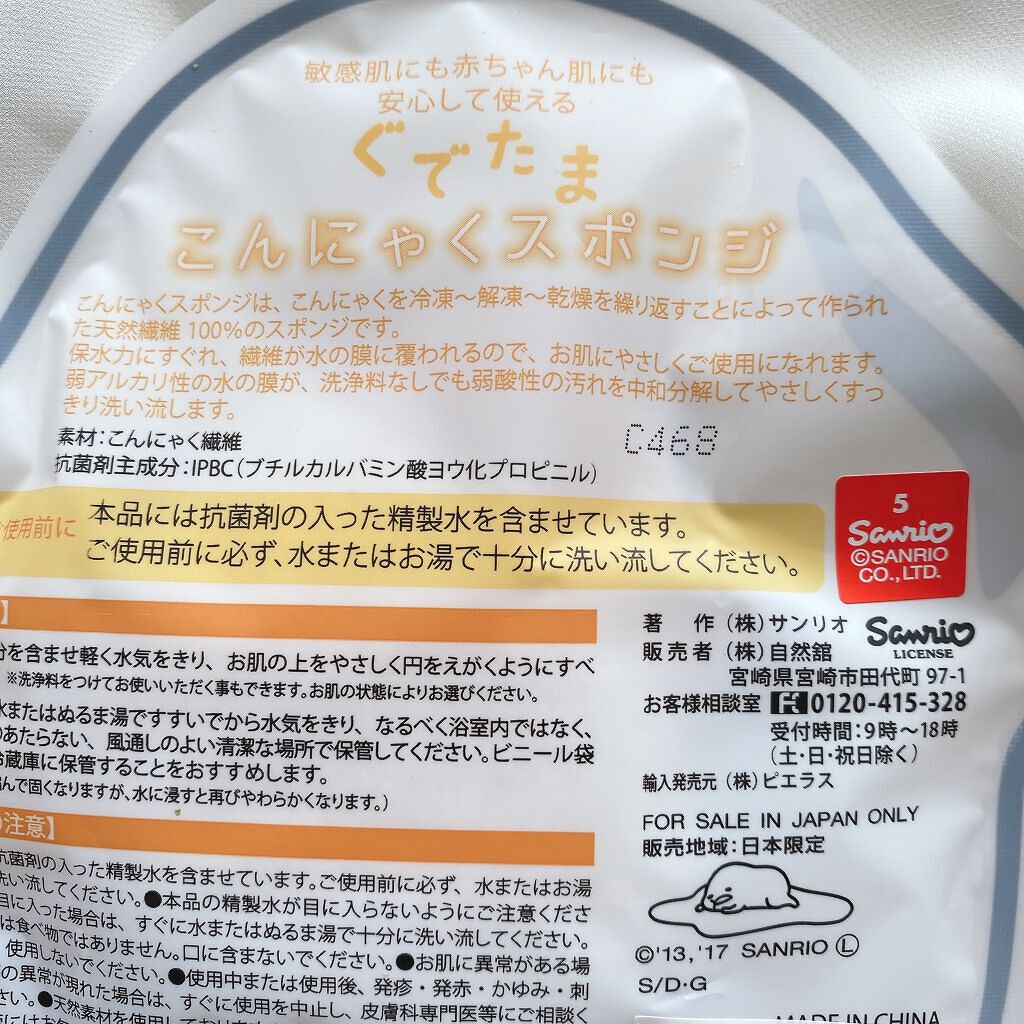 敏感肌にも赤ちゃん肌にも
安心して使える
ぐでたま
こんにゃくスポンジ
こんにゃくスポンジは、こんにゃくを冷凍～解凍～乾燥を繰り返すことによって作られ
た天然繊維 100%のスポンジです。
保水力にすぐれ、繊維が水の膜に覆われるので、お肌にやさしくご使用になれます。
弱アルカリ性の水の膜が、洗浄料なしでも弱酸性の汚れを中和分解してやさしくすっ
きり洗い流します。
素材：こんにゃく繊維
抗菌剤主成分：IPBC（ブチルカルバミン酸ヨウ化プロピニル）
C468
使用前に
本品には抗菌剤の入った精製水を含ませています。
ご使用前に必ず、水またはお湯で十分に洗い流してください。
5
Sanrio
©SANRIO
CO., LTD.
】
分を含ませ軽く水気をきり、お肌の上をやさしく円をえがくようにすべ
※洗浄料をつけてお使いいただく事もできます。お肌の状態によりお選びください。
水またはぬるま湯ですすいでから水気をきり、なるべく浴室内ではなく、
あたらない、風通しのよい清潔な場所で保管してください。ビニール袋
冷蔵庫に保管することをおすすめします。
んで固くなりますが、水に浸すと再びやわらかくなります。）
の注意】
抗菌剤の入った精製水を含ませています。ご使用前に必ず、水またはお湯
洗い流してください。●本品の精製水が目に入らないようにご注意くださ
目に入った場合は、すぐに水またはぬるま湯で十分に洗い流してください。
は食べ物ではありません。口に含まないでください。●お肌に異常がある場
使用しないでください。●使用中または使用後、発疹・発赤・かゆみ・刺
の異常が現れた場合は、すぐに使用を中止し、皮膚科専門医等にご相談く
さい。●天然素材を使用して
著　作（株）サンリオ
Sanrio
LICENSE
販売者（株）自然館
宮崎県宮崎市田代町 97-1
お客様相談室 0120-415-328
受付時間：9時～18時
（土・日・祝日除く）
輸入発売元（株）ピエラス
FOR SALE IN JAPAN ONLY
販売地域：日本限定
©'13,'17 SANRIO Ⓛ
S/D・G
MADE IN CHINA